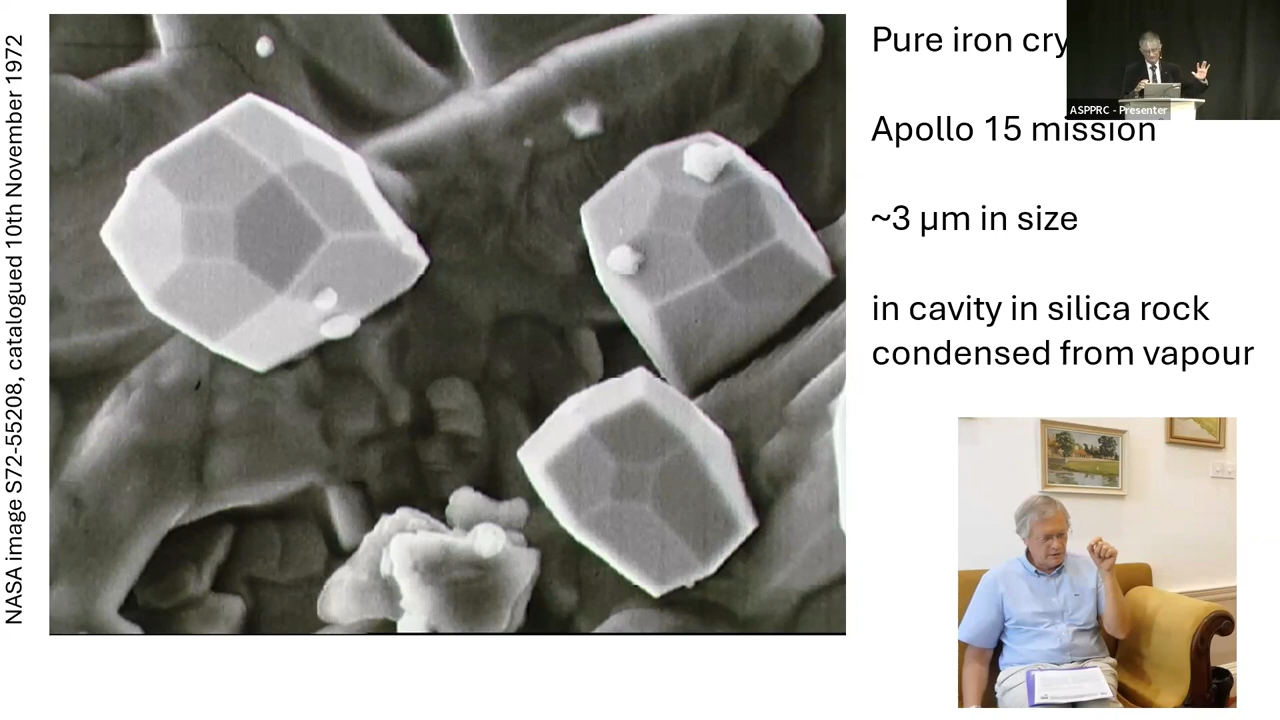 NASA image S72-55208, catalogued 10th November 1972
Pure iron
ASPPRC - Presenter
Apollo 15 mission
~3 µm in size
in cavity in silica rock
condensed from vapour